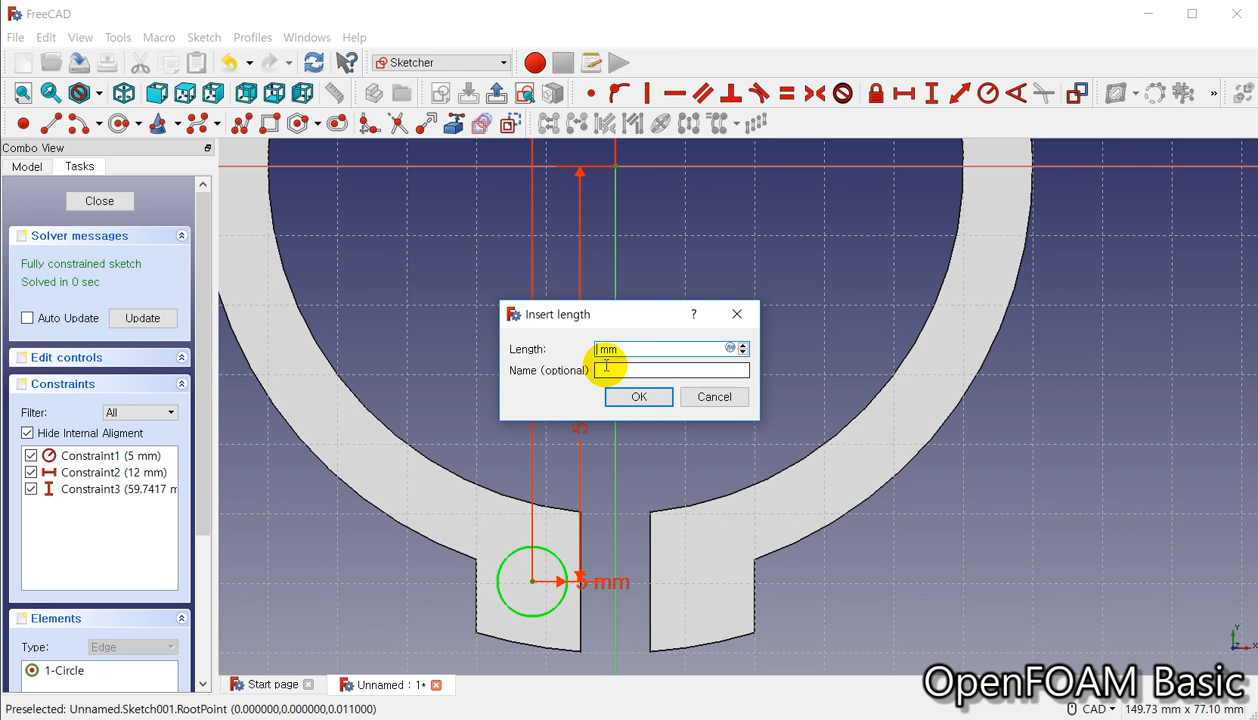 FreeCAD
File Edit View Tools Macro Sketch Profiles Windows Help
Sketcher
Combo View
Model Tasks
Close
Solver messages
Fully constrained sketch
Solved in 0 sec
Auto Update Update
Edit controls
Constraints
Filter: All
Hide Internal Aligment
Constraint1 (5 mm)
Constraint2 (12 mm)
Constraint3 (59.7417 m
Elements
Type: Edge
1-Circle
Insert length
?
Length: mm
Name (optional)
OK Cancel
5
5 mm
Start page
Unnamed : 1*
Y
Z
X
OpenFOAM Basic
Preselected: Unnamed.Sketch001.RootPoint (0.000000,0.000000,0.011000)
CAD 149.73 mm x 77.10 mm